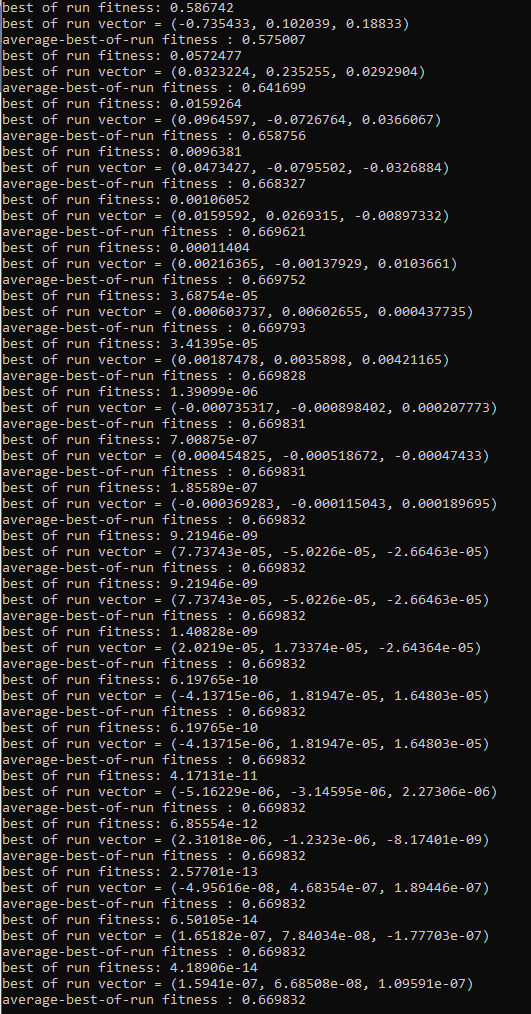 best of run fitness: 0.586742
best of run vector = (-0.735433, 0.102039, 0.18833)
average-best-of-run fitness : 0.575007
best of run fitness: 0.0572477
best of run vector = (0.0323224, 0.235255, 0.0292904)
average-best-of-run fitness : 0.641699
best of run fitness: 0.0159264
best of run vector = (0.0964597, -0.0726764, 0.0366067)
average-best-of-run fitness : 0.658756
best of run fitness: 0.0096381
best of run vector = (0.0473427, -0.0795502, -0.0326884)
average-best-of-run fitness : 0.668327
best of run fitness: 0.00106052
best of run vector = (0.0159592, 0.0269315, -0.00897332)
average-best-of-run fitness : 0.669621
best of run fitness: 0.00011404
best of run vector = (0.00216365, -0.00137929, 0.0103661)
average-best-of-run fitness : 0.669752
best of run fitness: 3.68754e-05
best of run vector = (0.000603737, 0.00602655, 0.000437735)
average-best-of-run fitness : 0.669793
best of run fitness: 3.41395e-05
best of run vector = (0.00187478, 0.0035898, 0.00421165)
average-best-of-run fitness : 0.669828
best of run fitness: 1.39099e-06
best of run vector = (-0.000735317, -0.000898402, 0.000207773)
average-best-of-run fitness : 0.669831
best of run fitness: 7.00875e-07
best of run vector = (0.000454825, -0.000518672, -0.00047433)
average-best-of-run fitness : 0.669831
best of run fitness: 1.85589e-07
best of run vector = (-0.000369283, -0.000115043, 0.000189695)
average-best-of-run fitness : 0.669832
best of run fitness: 9.21946e-09
best of run vector = (7.73743e-05, -5.0226e-05, -2.66463e-05)
average-best-of-run fitness : 0.669832
best of run fitness: 9.21946e-09
best of run vector = (7.73743e-05, -5.0226e-05, -2.66463e-05)
average-best-of-run fitness : 0.669832
best of run fitness: 1.40828e-09
best of run vector = (2.0219e-05, 1.73374e-05, -2.64364e-05)
average-best-of-run fitness : 0.669832
best of run fitness: 6.19765e-10
best of run vector = (-4.13715e-06, 1.81947e-05, 1.64803e-05)
average-best-of-run fitness : 0.669832
best of run fitness: 6.19765e-10
best of run vector = (-4.13715e-06, 1.81947e-05, 1.64803e-05)
average-best-of-run fitness : 0.669832
best of run fitness: 4.17131e-11
best of run vector = (-5.16229e-06, -3.14595e-06, 2.27306e-06)
average-best-of-run fitness : 0.669832
best of run fitness: 6.85554e-12
best of run vector = (2.31018e-06, -1.2323e-06, -8.17401e-09)
average-best-of-run fitness : 0.669832
best of run fitness: 2.57701e-13
best of run vector = (-4.95616e-08, 4.68354e-07, 1.89446e-07)
average-best-of-run fitness : 0.669832
best of run fitness: 6.50105e-14
best of run vector = (1.65182e-07, 7.84034e-08, -1.77703e-07)
average-best-of-run fitness : 0.669832
best of run fitness: 4.18906e-14
best of run vector = (1.5941e-07, 6.68508e-08, 1.09591e-07)
average-best-of-run fitness : 0.669832